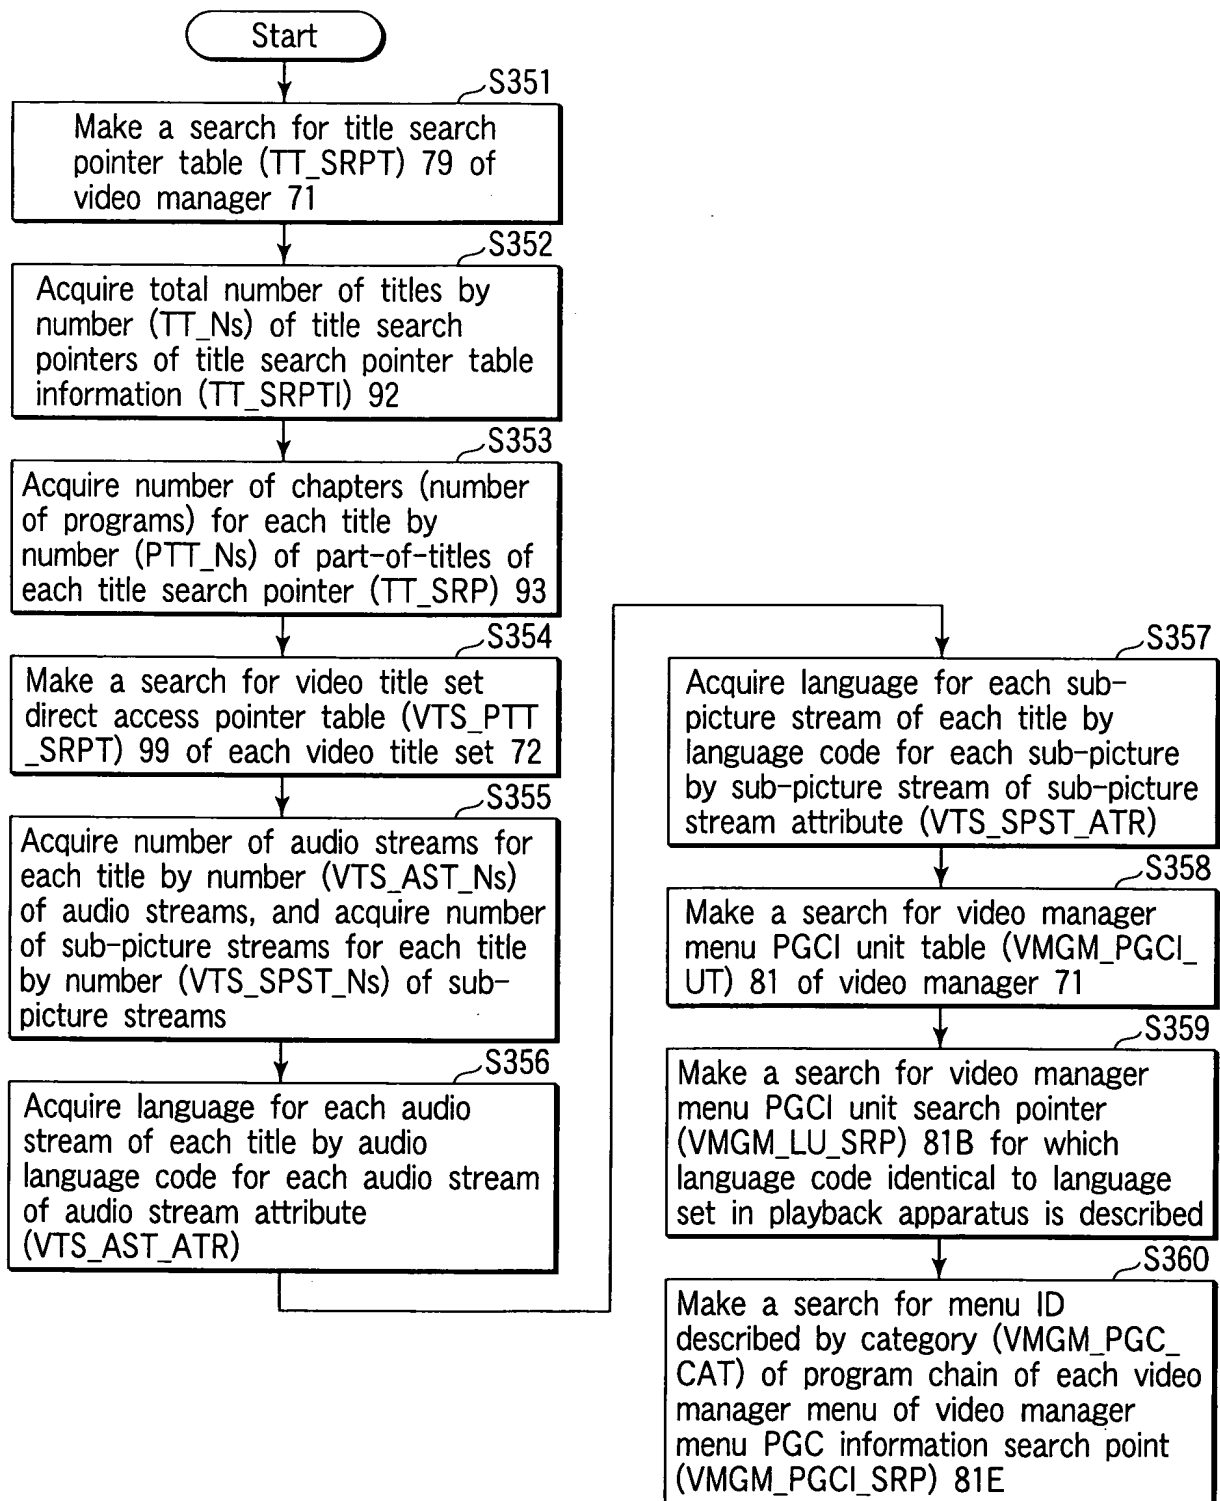 Start
S351
Make a search for title search
pointer table (TT_SRPT) 79 of
video manager 71
S352
Acquire total number of titles by
number (TT_Ns) of title search
pointers of title search pointer table
information (TT_SRPTI) 92
S353
Acquire number of chapters (number
of programs) for each title by
number (PTT_Ns) of part-of-titles of
each title search pointer (TT_SRP) 93
S354
Make a search for video title set
direct access pointer table (VTS_PTT
_SRPT) 99 of each video title set 72
S355
Acquire number of audio streams for
each title by number (VTS_AST_Ns)
of audio streams, and acquire number
of sub-picture streams for each title
by number (VTS_SPST_Ns) of sub-
picture streams
S356
Acquire language for each audio
stream of each title by audio
language code for each audio stream
of audio stream attribute
(VTS_AST_ATR)
S357
Acquire language for each sub-
picture stream of each title by
language code for each sub-picture
by sub-picture stream of sub-picture
stream attribute (VTS_SPST_ATR)
S358
Make a search for video manager
menu PGCI unit table (VMGM_PGCI_
UT) 81 of video manager 71
S359
Make a search for video manager
menu PGCI unit search pointer
(VMGM_LU_SRP) 81B for which
language code identical to language
set in playback apparatus is described
S360
Make a search for menu ID
described by category (VMGM_PGC_
CAT) of program chain of each video
manager menu of video manager
menu PGC information search point
(VMGM_PGCI_SRP) 81E